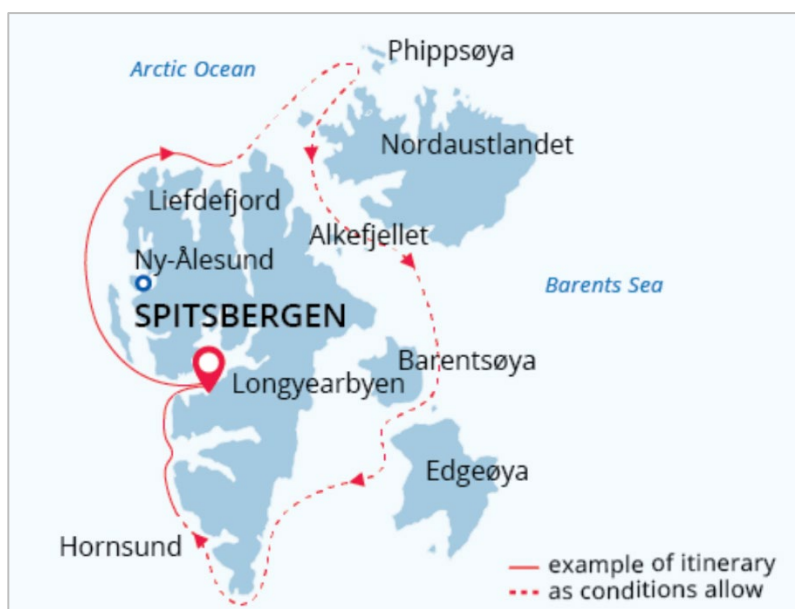 Phippsøya
Arctic Ocean
Nordaustlandet
Liefdefjord
Alkefjellet
Ny-Ålesund
Barents Sea
SPITSBERGEN
Barentsøya
Longyearbyen
Edgeøya
Hornsund
example of itinerary
as conditions allow